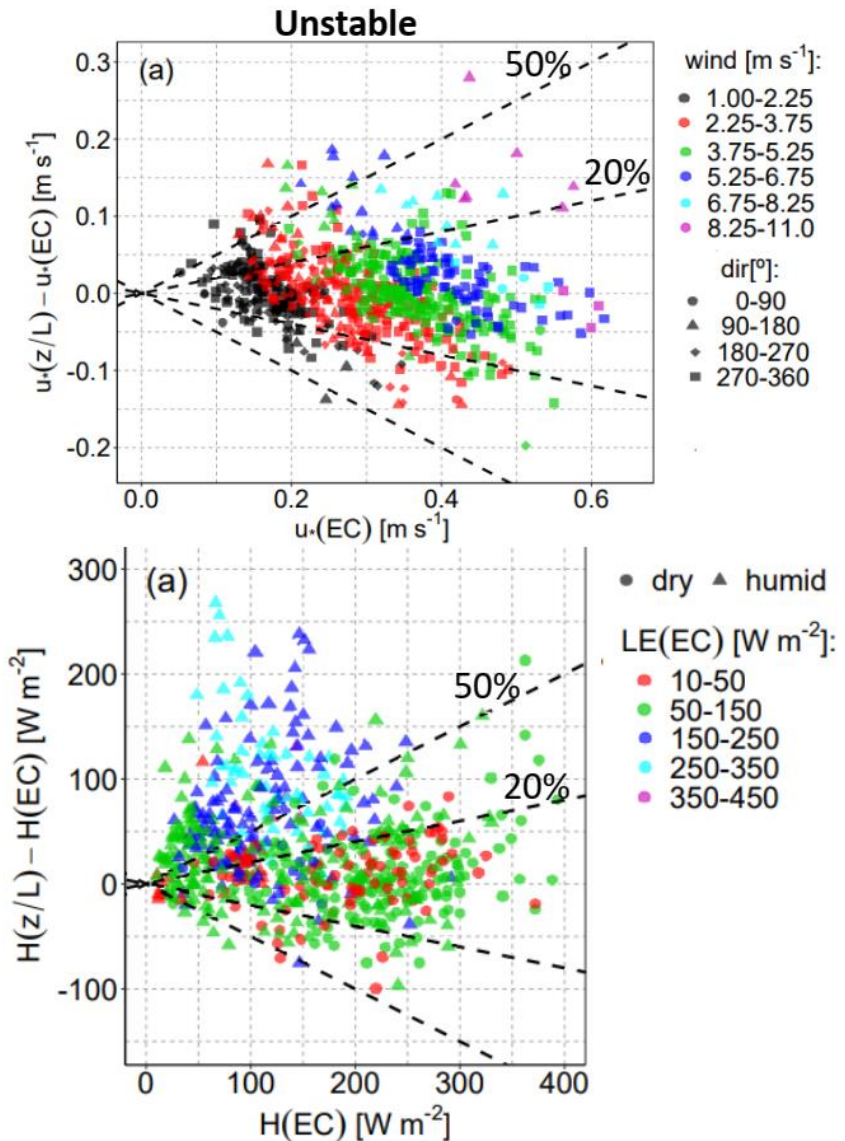 Unstable
(a)
50%
20%
0.3
0.2
0.1
0.0
-0.1
-0.2
u*(z/L) − u*(EC) [m s⁻¹]
0.0 0.2 0.4 0.6
u*(EC) [m s⁻¹]
wind [m s⁻¹]:
1.00-2.25
2.25-3.75
3.75-5.25
5.25-6.75
6.75-8.25
8.25-11.0
dir[º]:
0-90
90-180
180-270
270-360
(a)
50%
20%
300
200
100
0
-100
H(z/L) − H(EC) [W m⁻²]
0 100 200 300 400
H(EC) [W m⁻²]
dry humid
LE(EC) [W m⁻²]:
10-50
50-150
150-250
250-350
350-450